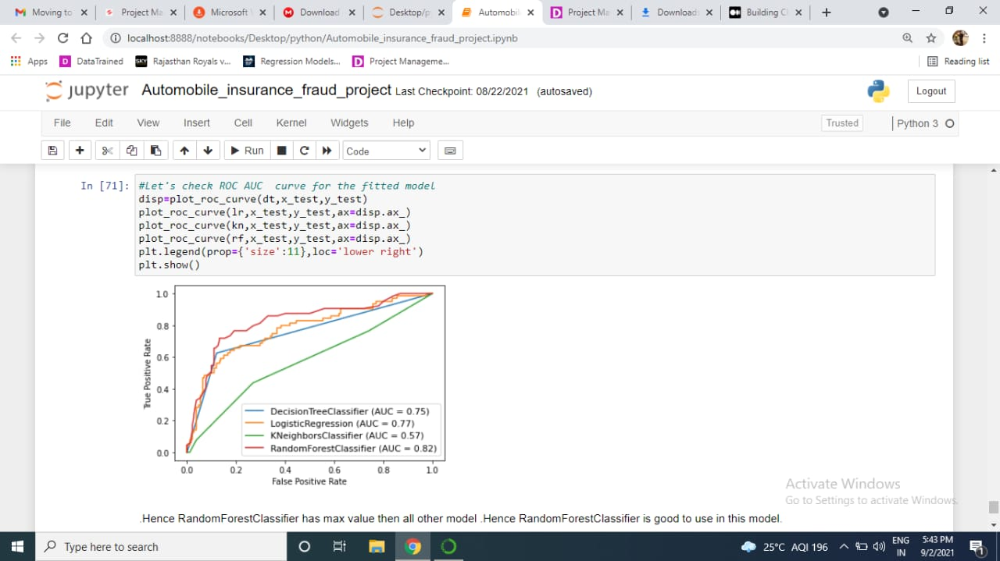 Moving to
Project Ma
Microsoft
Download
Desktop/p
Automobil
Project Ma
Download
Building C
localhost:8888/notebooks/Desktop/python/Automobile_insurance_fraud_project.ipynb
Apps
DataTrained
Rajasthan Royals v...
Regression Models...
Project Manageme...
Reading list
jupyter Automobile_insurance_fraud_project Last Checkpoint: 08/22/2021 (autosaved)
Logout
File Edit View Insert Cell Kernel Widgets Help
Trusted
Python 3
Run
Code
In [71]:
#Let's check ROC AUC  curve for the fitted model
disp=plot_roc_curve(dt,x_test,y_test)
plot_roc_curve(lr,x_test,y_test,ax=disp.ax_)
plot_roc_curve(kn,x_test,y_test,ax=disp.ax_)
plot_roc_curve(rf,x_test,y_test,ax=disp.ax_)
plt.legend(prop={'size':11},loc='lower right')
plt.show()
1.0
0.8
0.6
0.4
0.2
0.0
True Positive Rate
DecisionTreeClassifier (AUC = 0.75)
LogisticRegression (AUC = 0.77)
KNeighborsClassifier (AUC = 0.57)
RandomForestClassifier (AUC = 0.82)
0.0 0.2 0.4 0.6 0.8 1.0
False Positive Rate
Activate Windows
Go to Settings to activate Windows.
.Hence RandomForestClassifier has max value then all other model .Hence RandomForestClassifier is good to use in this model.
Type here to search
25°C AQI 196
ENG
IN
5:43 PM
9/2/2021
1